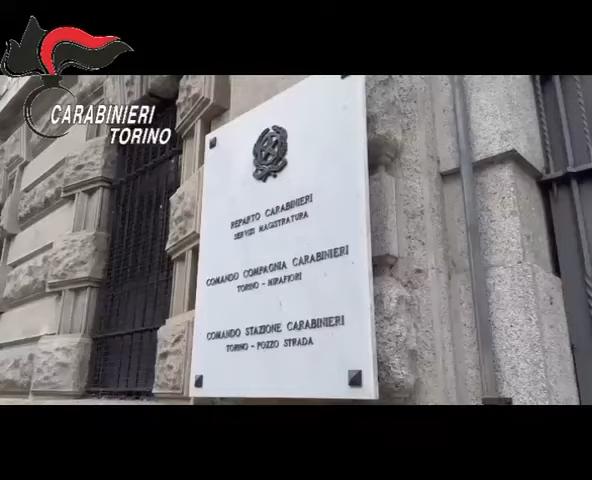 CARABINIERI
TORINO
REPARTO CARABINIERI
SERVIZI MAGISTRATURA
COMANDO COMPAGNIA CARABINIERI
TORINO - MIRAFIORI
COMANDO STAZIONE CARABINIERI
TORINO - POZZO STRADA